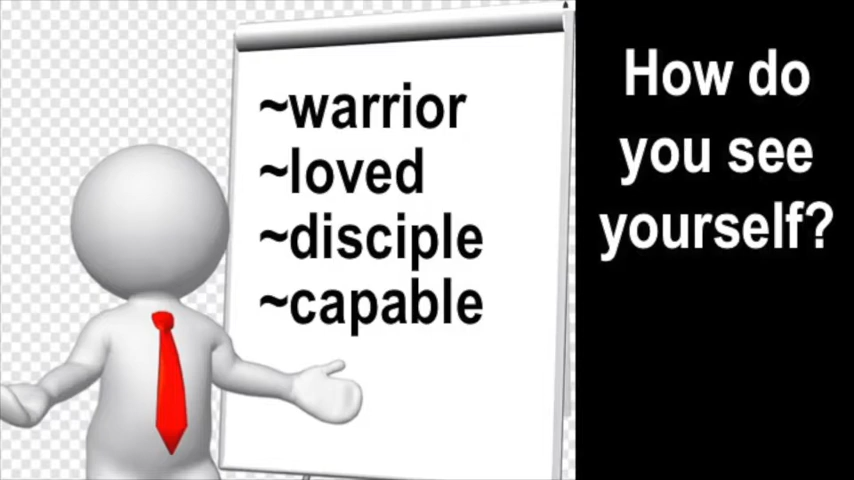 ~warrior
~loved
~disciple
~capable
How do
you see
yourself?